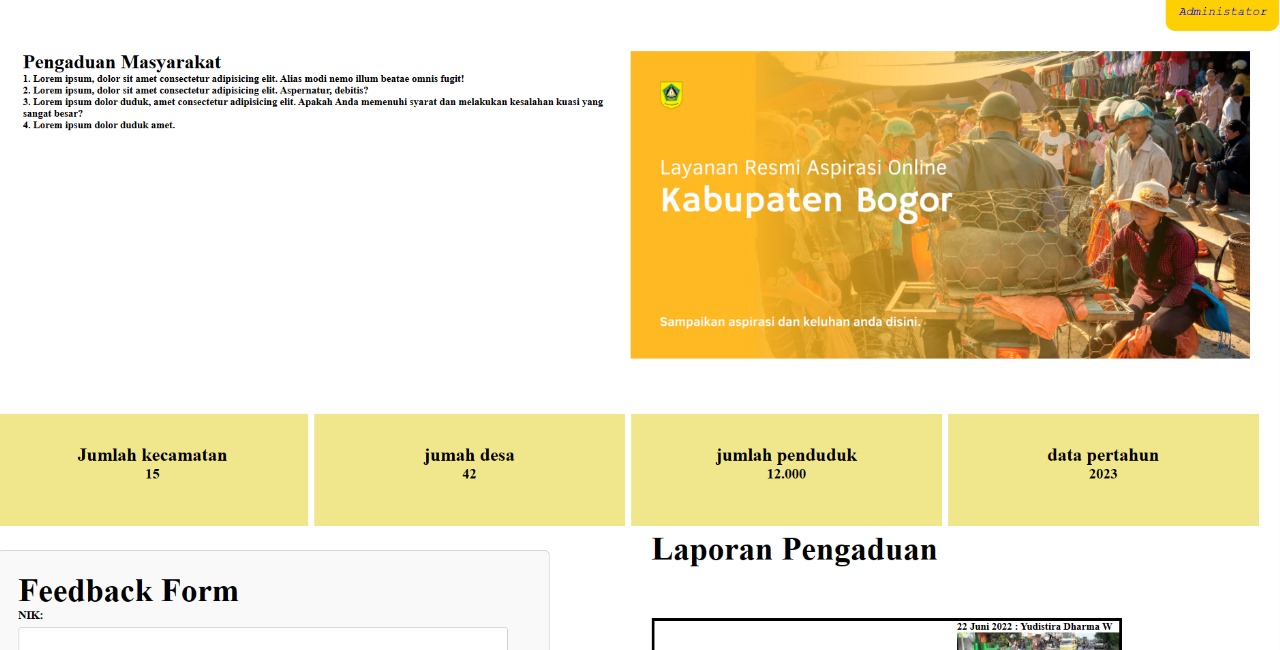 Administator
Pengaduan Masyarakat
1. Lorem ipsum, dolor sit amet consectetur adipisicing elit. Alias modi nemo illum beatae omnis fugit!
2. Lorem ipsum, dolor sit amet consectetur adipisicing elit. Aspernatur, debitis?
3. Lorem ipsum dolor duduk, amet consectetur adipisicing elit. Apakah Anda memenuhi syarat dan melakukan kesalahan kuasi yang
sangat besar?
4. Lorem ipsum dolor duduk amet.
Layanan Resmi Aspirasi Online
Kabupaten Bogor
Sampaikan aspirasi dan keluhan anda disini.
Jumlah kecamatan
15
jumah desa
42
jumlah penduduk
12.000
data pertahun
2023
Feedback Form
NIK:
Laporan Pengaduan
22 Juni 2022 : Yudistira Dharma W